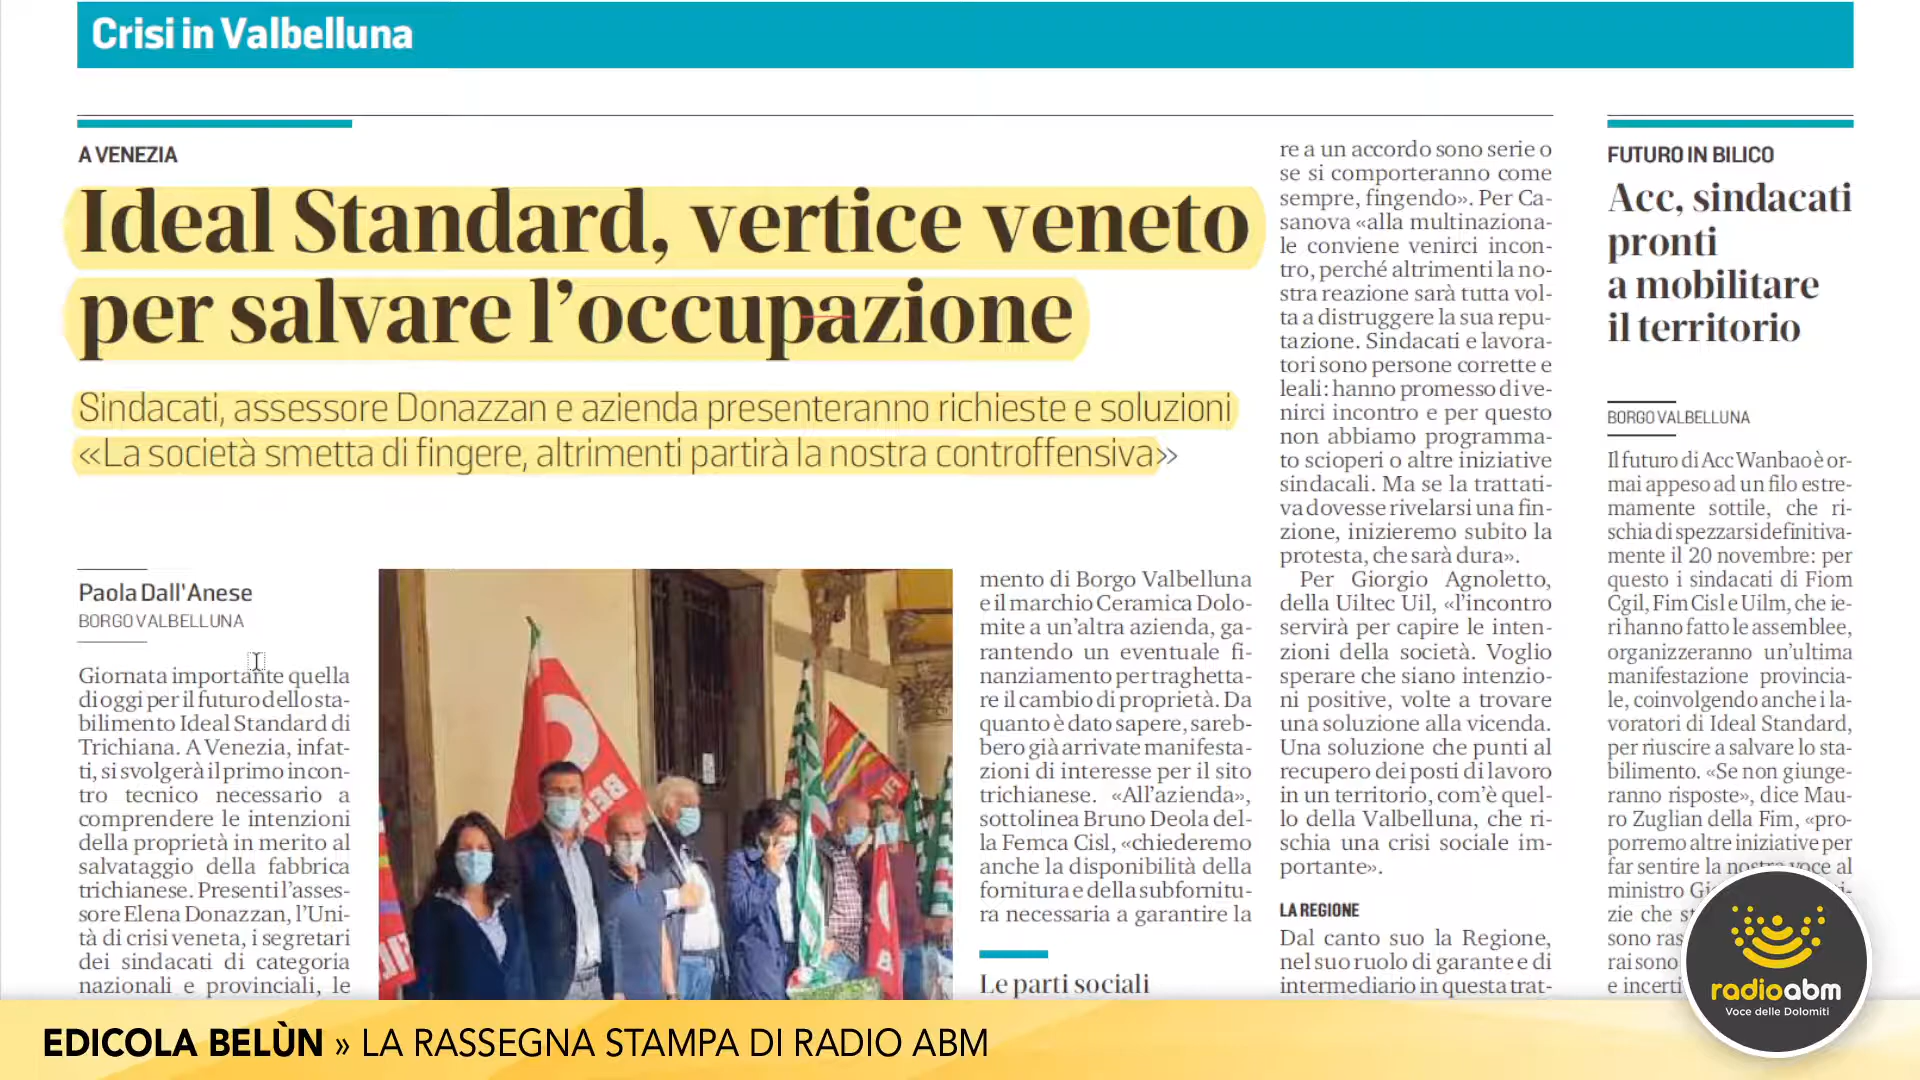 Crisi in Valbelluna
A VENEZIA
Ideal Standard, vertice veneto
per salvare l’occupazione
Sindacati, assessore Donazzan e azienda presenteranno richieste e soluzioni
«La società smetta di fingere, altrimenti partirà la nostra controffensiva»
Paola Dall'Anese
BORGO VALBELLUNA
Giornata importante quella
di oggi per il futuro dello sta-
bilimento Ideal Standard di
Trichiana. A Venezia, infat-
ti, si svolgerà il primo incon-
tro tecnico necessario a
comprendere le intenzioni
della proprietà in merito al
salvataggio della fabbrica
trichianese. Presenti l’asses-
sore Elena Donazzan, l’Uni-
tà di crisi veneta, i segretari
dei sindacati di categoria
nazionali e provinciali, le
mento di Borgo Valbelluna
e il marchio Ceramica Dolo-
mite a un’altra azienda, ga-
rantendo un eventuale fi-
nanziamento per traghetta-
re il cambio di proprietà. Da
quanto è dato sapere, sareb-
bero già arrivate manifesta-
zioni di interesse per il sito
trichianese. «All’azienda»,
sottolinea Bruno Deola del-
la Femca Cisl, «chiederemo
anche la disponibilità della
fornitura e della subfornitu-
ra necessaria a garantire la
Le parti sociali
re a un accordo sono serie o
se si comporteranno come
sempre, fingendo». Per Ca-
sanova «alla multinaziona-
le conviene venirci incon-
tro, perché altrimenti la no-
stra reazione sarà tutta vol-
ta a distruggere la sua repu-
tazione. Sindacati e lavora-
tori sono persone corrette e
leali: hanno promesso di ve-
nirci incontro e per questo
non abbiamo programma-
to scioperi o altre iniziative
sindacali. Ma se la trattati-
va dovesse rivelarsi una fin-
zione, inizieremo subito la
protesta, che sarà dura».
Per Giorgio Agnoletto,
della Uiltec Uil, «l’incontro
servirà per capire le inten-
zioni della società. Voglio
sperare che siano intenzio-
ni positive, volte a trovare
una soluzione alla vicenda.
Una soluzione che punti al
recupero dei posti di lavoro
in un territorio, com’è quel-
lo della Valbelluna, che ri-
schia una crisi sociale im-
portante».
LA REGIONE
Dal canto suo la Regione,
nel suo ruolo di garante e di
intermediario in questa trat-
FUTURO IN BILICO
Acc, sindacati
pronti
a mobilitare
il territorio
BORGO VALBELLUNA
Il futuro di Acc Wanbao è or-
mai appeso ad un filo estre-
mamente sottile, che ri-
schia di spezzarsi definitiva-
mente il 20 novembre: per
questo i sindacati di Fiom
Cgil, Fim Cisl e Uilm, che ie-
ri hanno fatto le assemblee,
organizzeranno un’ultima
manifestazione provincia-
le, coinvolgendo anche i la-
voratori di Ideal Standard,
per riuscire a salvare lo sta-
bilimento. «Se non giunge-
ranno risposte», dice Mau-
ro Zuglian della Fim, «pro-
porremo altre iniziative per
far sentire la nostra voce al
ministro
zie che
sono
rai sono
e incerti
radioabm
Voce delle Dolomiti
EDICOLA BELÙN » LA RASSEGNA STAMPA DI RADIO ABM